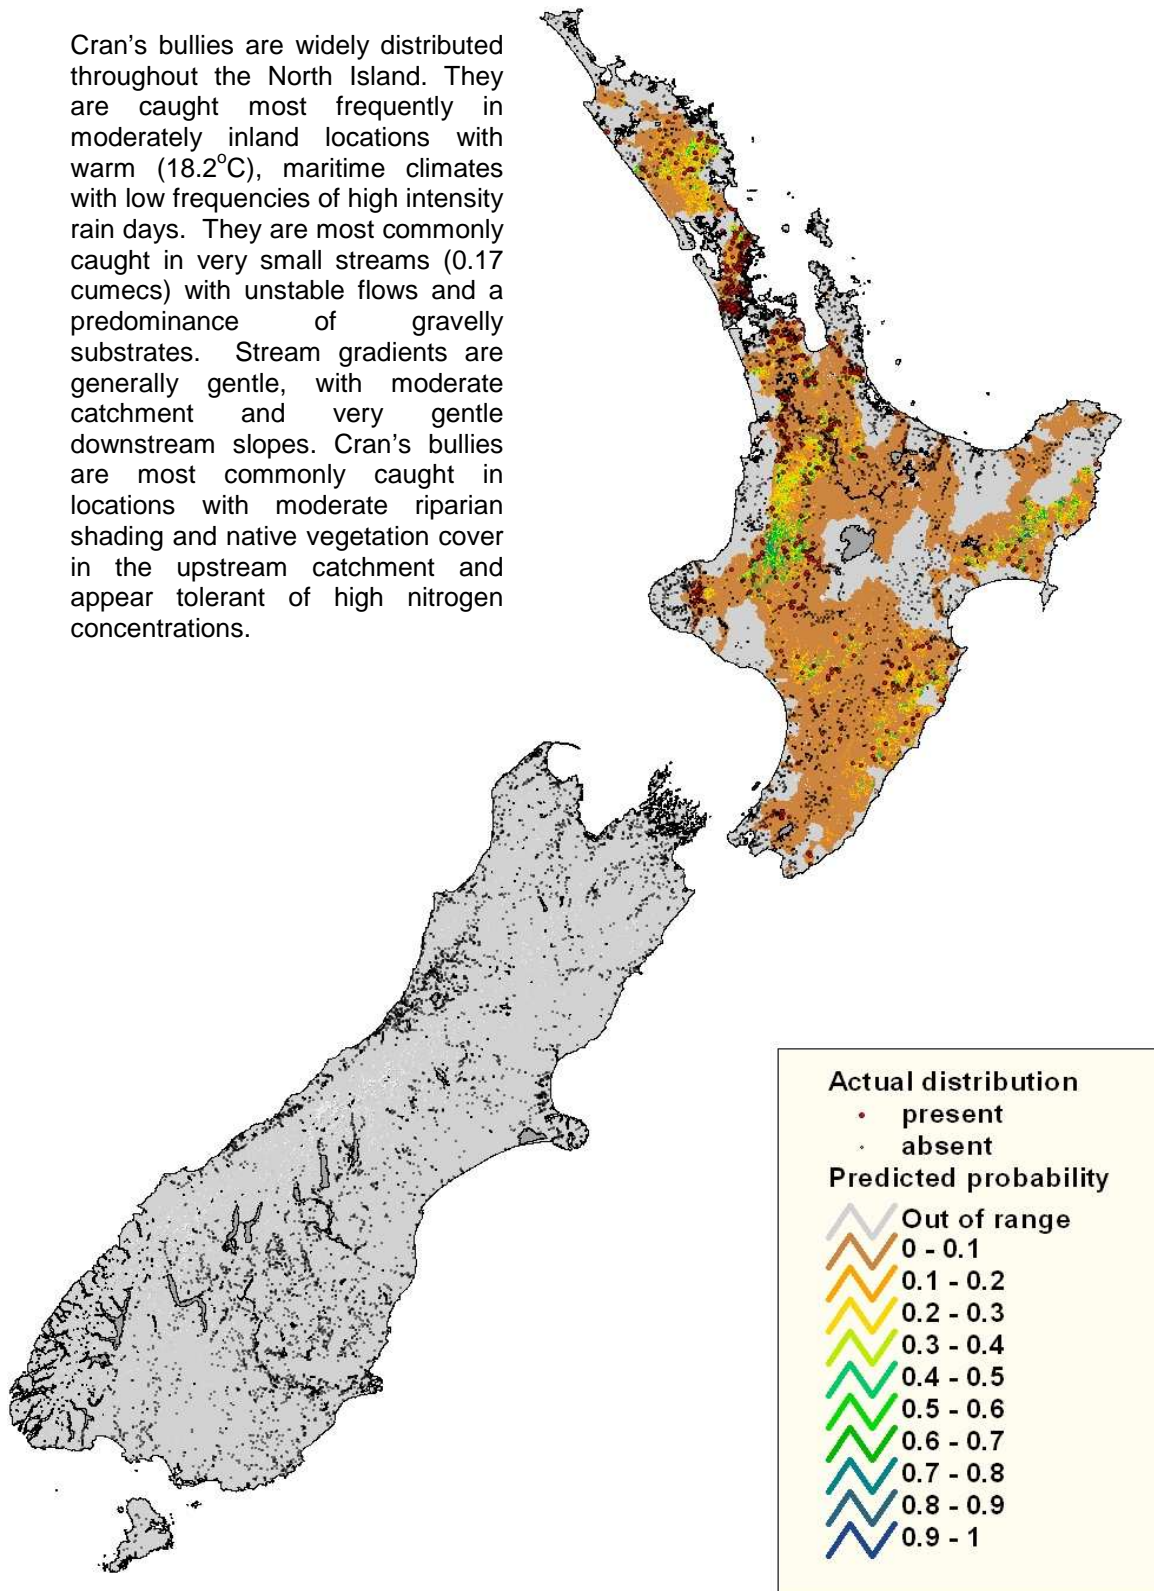 Cran's bullies are widely distributed
throughout the North Island. They
are caught most frequently in
moderately inland locations with
warm (18.2°C), maritime climates
with low frequencies of high intensity
rain days. They are most commonly
caught in very small streams (0.17
cumecs) with unstable flows and a
predominance of gravelly
substrates. Stream gradients are
generally gentle, with moderate
catchment and very gentle
downstream slopes. Cran's bullies
are most commonly caught in
locations with moderate riparian
shading and native vegetation cover
in the upstream catchment and
appear tolerant of high nitrogen
concentrations.
Actual distribution
present
absent
Predicted probability
Out of range
0 - 0.1
0.1 - 0.2
0.2 - 0.3
0.3 - 0.4
0.4 - 0.5
0.5 - 0.6
0.6 - 0.7
0.7 - 0.8
0.8 - 0.9
0.9 - 1